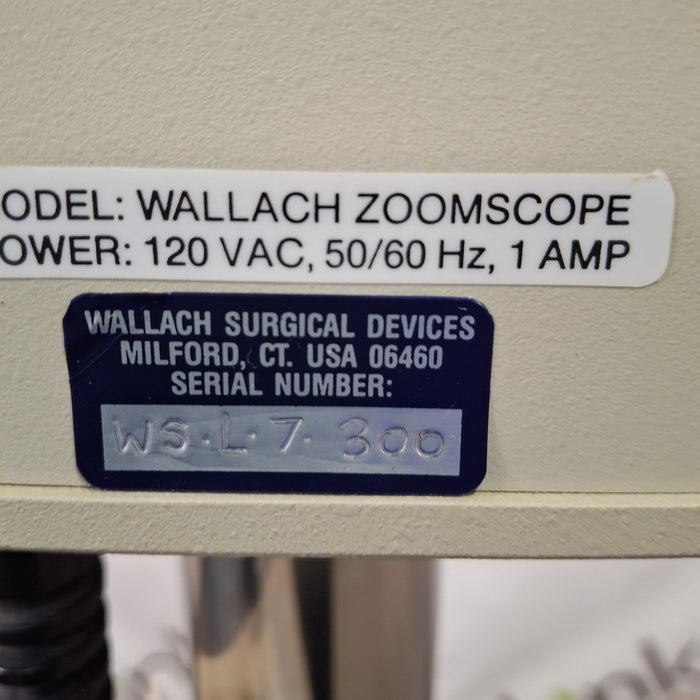 ODEL: WALLACH ZOOMSCOPE
OWER: 120 VAC, 50/60 Hz, 1 AMP
WALLACH SURGICAL DEVICES
MILFORD, CT. USA 06460
SERIAL NUMBER:
WS·L·7·300